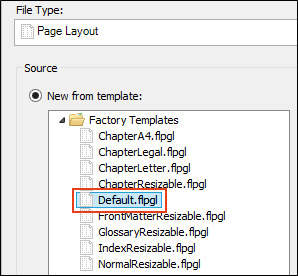 File Type:
Page Layout
Source
New from template:
Factory Templates
ChapterA4.flpgl
ChapterLegal.flpgl
ChapterLetter.flpgl
ChapterResizable.flpgl
Default.flpgl
FrontMatterResizable.flpgl
GlossaryResizable.flpgl
IndexResizable.flpgl
NormalResizable.flpgl